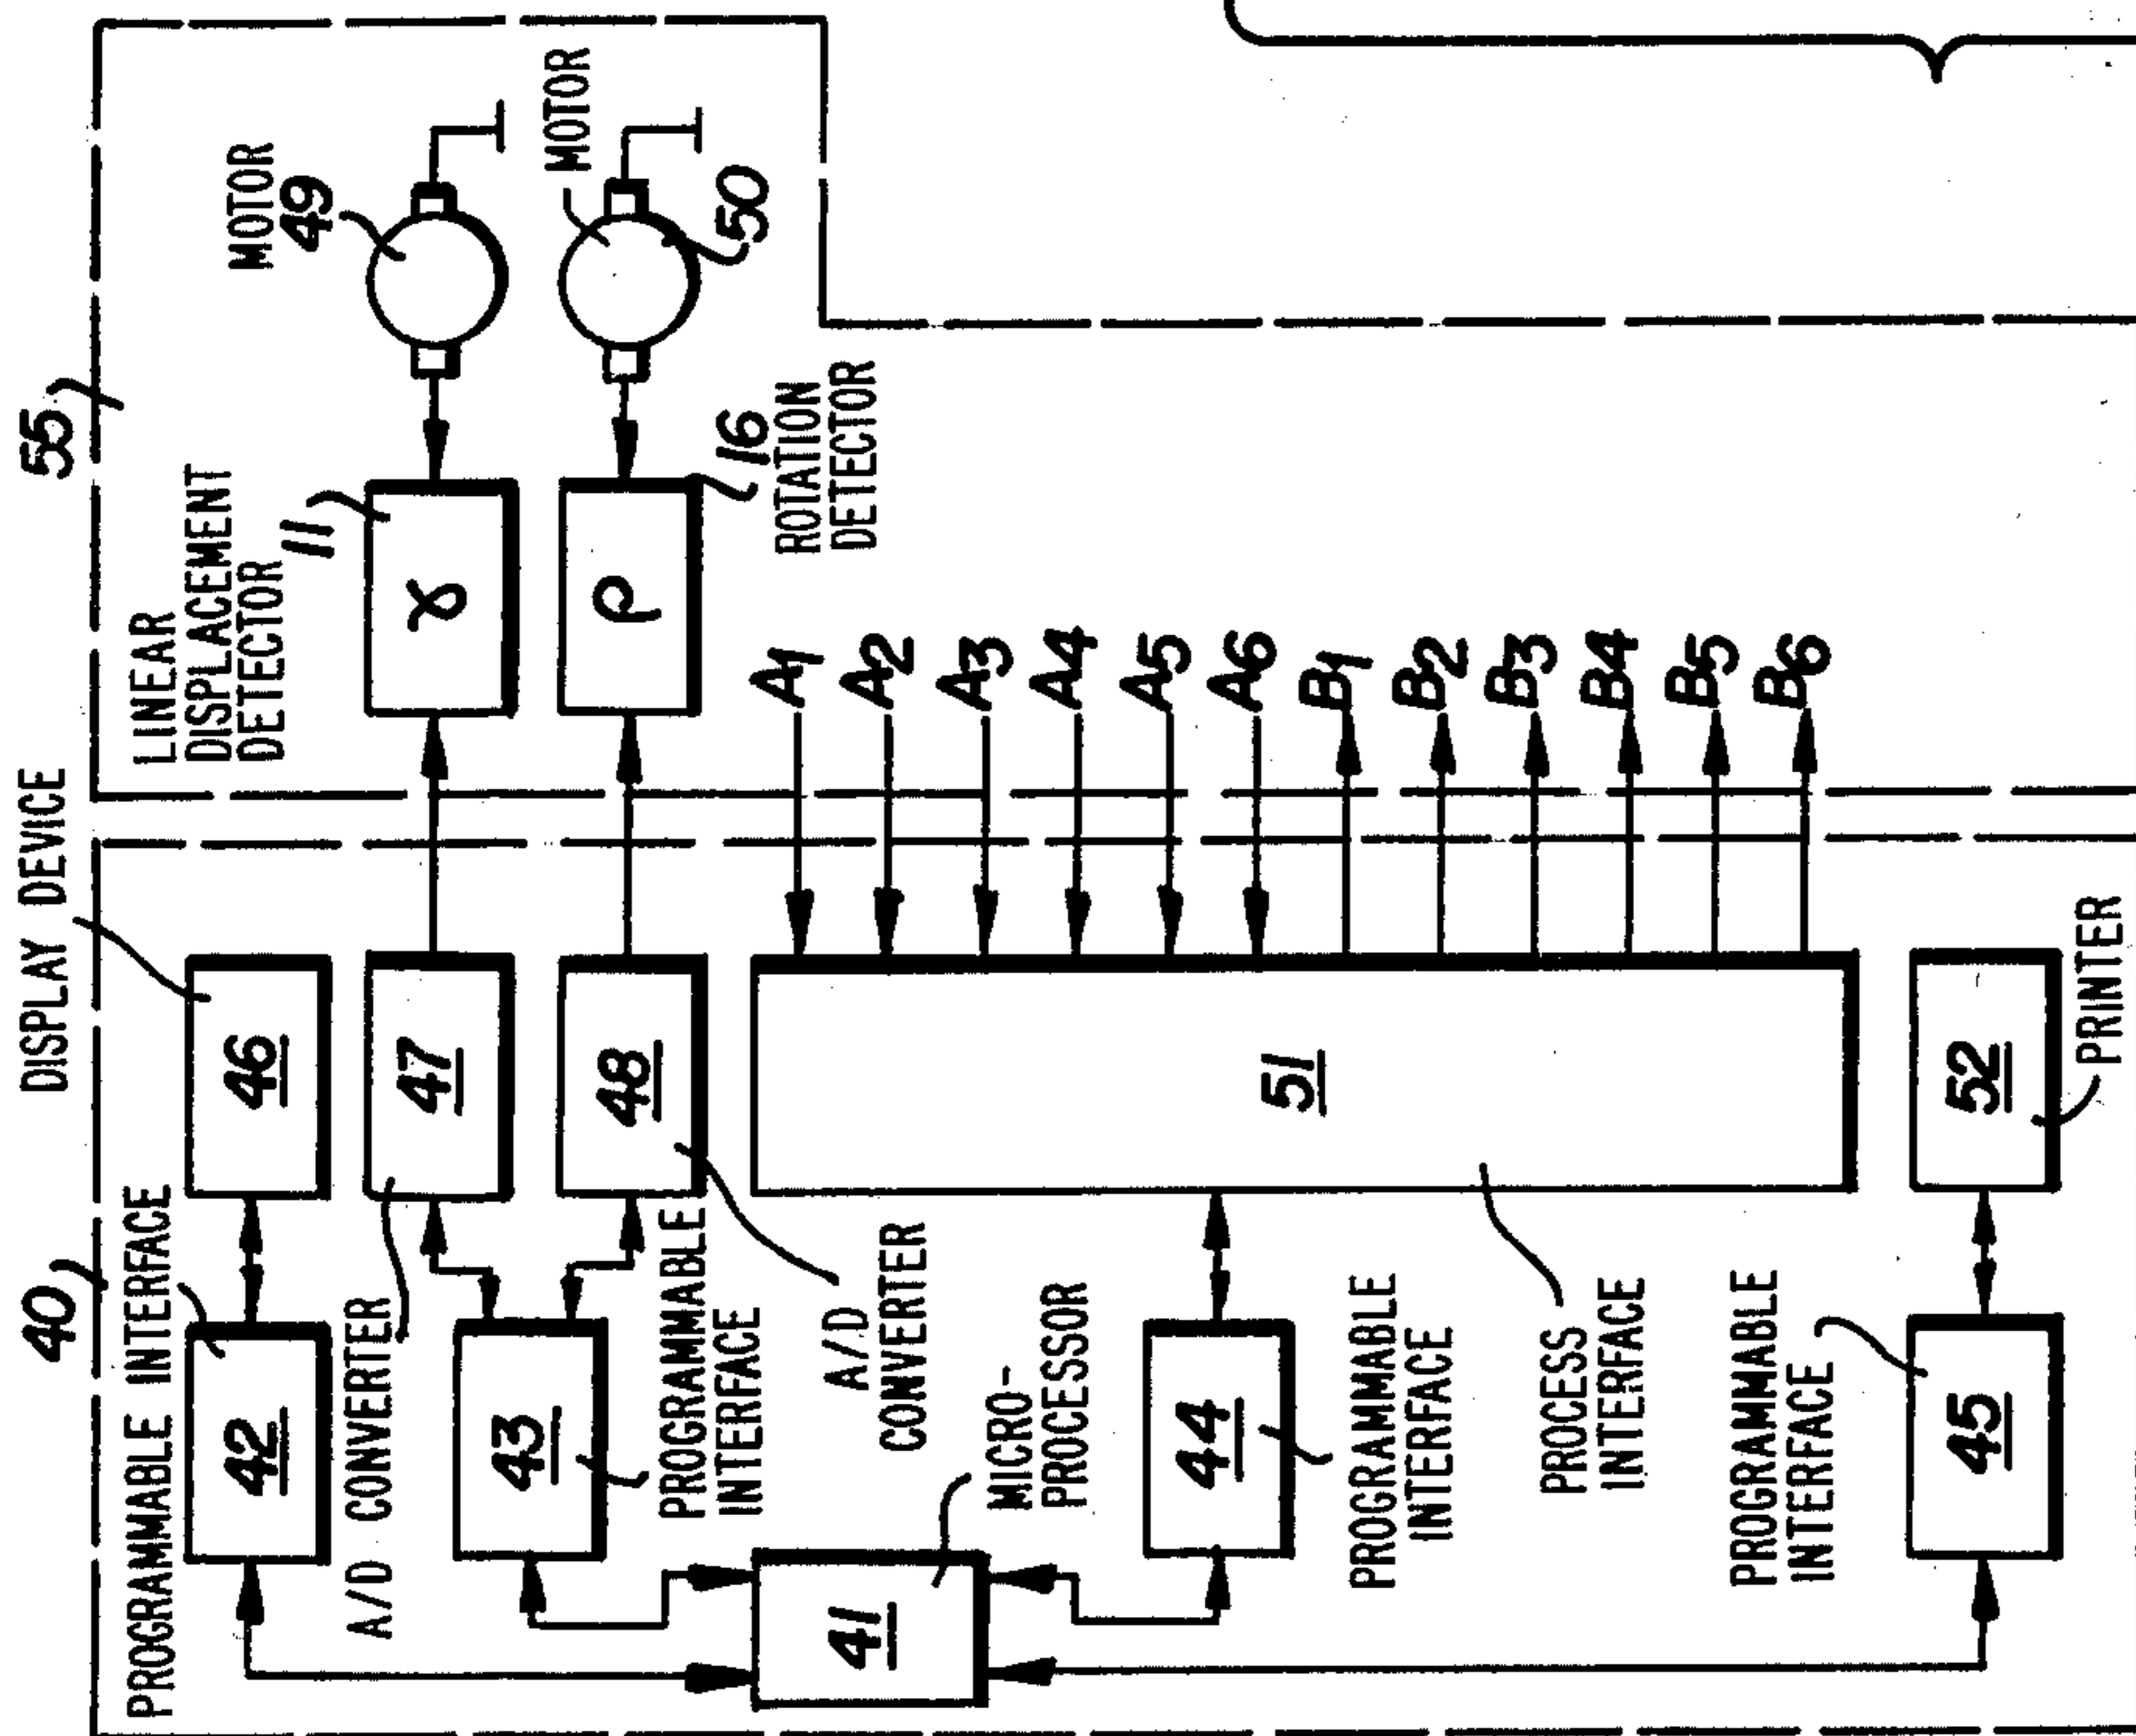 55
MOTOR
49
MOTOR
50
LINEAR
DISPLACEMENT
DETECTOR
11
γ
16
ROTATION
DETECTOR
ρ
A1
A2
A3
A4
A5
A6
B1
B2
B3
B4
B5
B6
DISPLAY DEVICE
46
47
48
51
52
PRINTER
40
PROGRAMMABLE INTERFACE
42
A/D CONVERTER
43
PROGRAMMABLE
INTERFACE
A/D
CONVERTER
MICRO-
PROCESSOR
41
44
PROGRAMMABLE
INTERFACE
PROCESS
INTERFACE
PROGRAMMABLE
INTERFACE
45